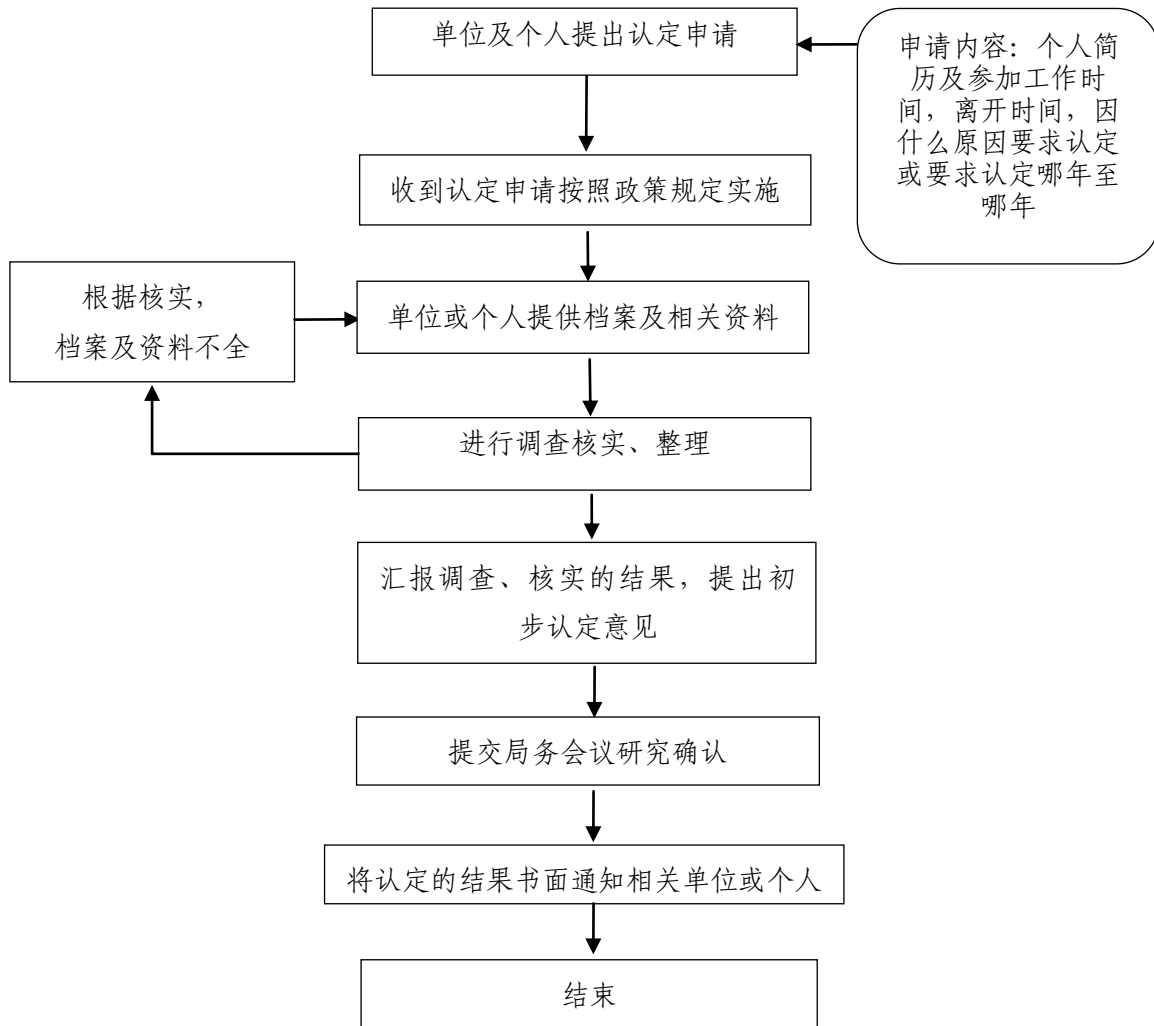 单位及个人提出认定申请
申请内容：个人简
历及参加工作时
间，离开时间，因
什么原因要求认定
或要求认定哪年至
哪年
收到认定申请按照政策规定实施
根据核实，
档案及资料不全
单位或个人提供档案及相关资料
进行调查核实、整理
汇报调查、核实的结果，提出初
步认定意见
提交局务会议研究确认
将认定的结果书面通知相关单位或个人
结束